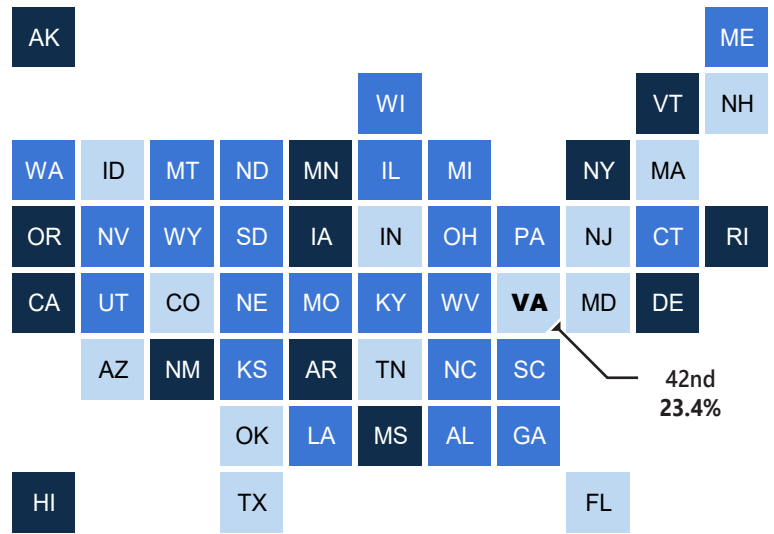 AK ME
WI VT NH
WA ID MT ND MN IL MI NY MA
OR NV WY SD IA IN OH PA NJ CT RI
CA UT CO NE MO KY WV VA MD DE
AZ NM KS AR TN NC SC
42nd
23.4%
OK LA MS AL GA
HI TX FL